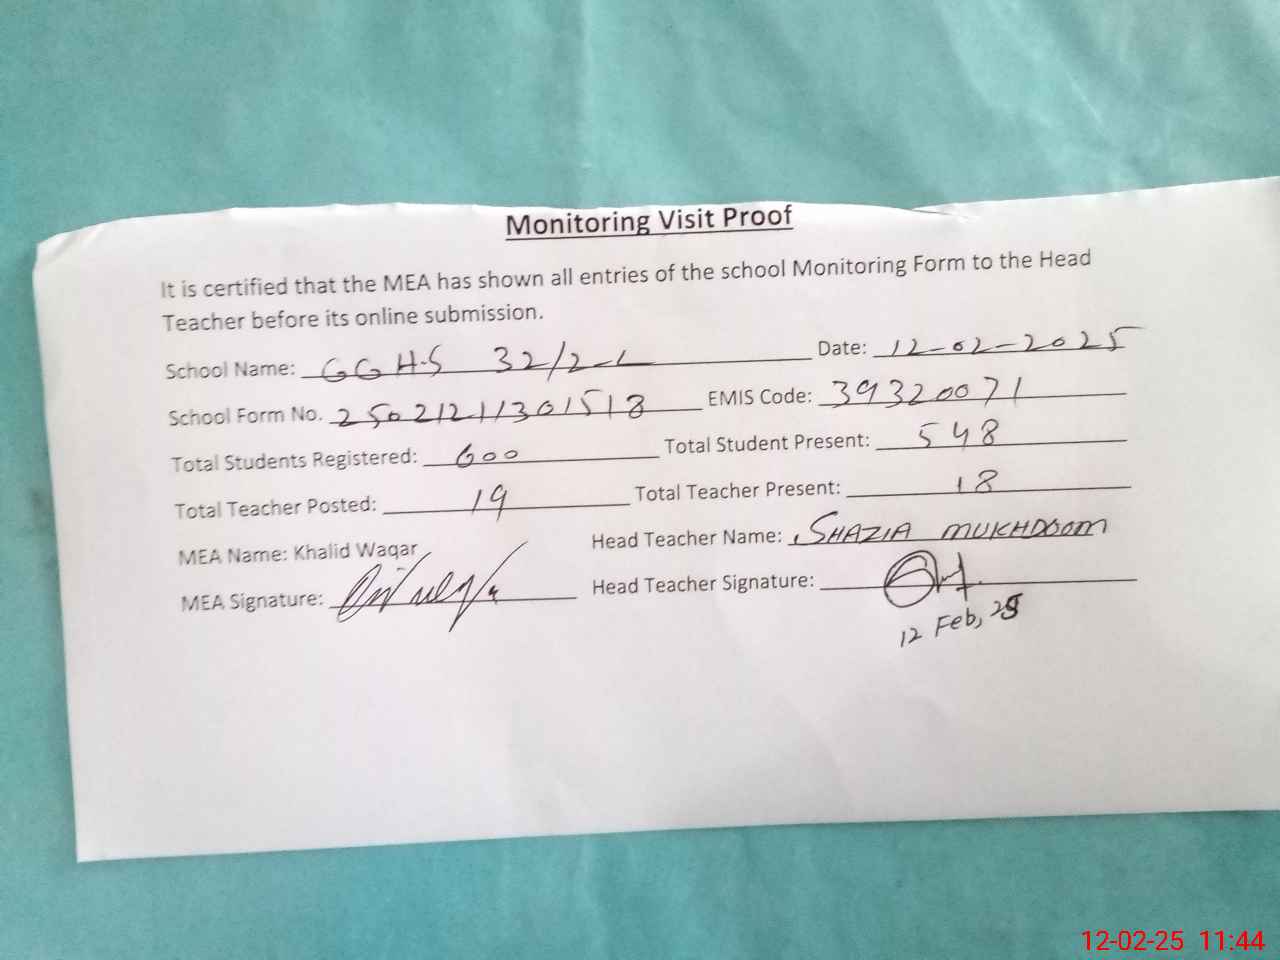 Monitoring Visit Proof
It is certified that the MEA has shown all entries of the school Monitoring Form to the Head
Teacher before its online submission.
School Name: GGH-S 32/2-L Date: 12-02-2025
School Form No. 25021211301518 EMIS Code: 39320071
Total Students Registered: 600 Total Student Present: 548
Total Teacher Posted: 19 Total Teacher Present: 18
MEA Name: Khalid Waqar Head Teacher Name: SHAZIA MUKHDOOM
MEA Signature: Head Teacher Signature:
12 Feb, 25
12-02-25 11:44